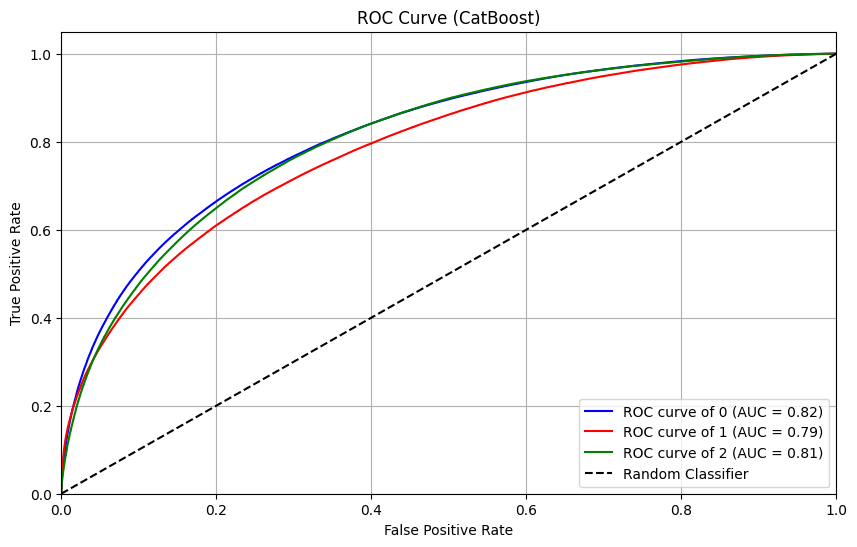 ROC Curve (CatBoost)
True Positive Rate
1.0
0.8
0.6
0.4
0.2
0.0
0.0 0.2 0.4 0.6 0.8 1.0
False Positive Rate
ROC curve of 0 (AUC = 0.82)
ROC curve of 1 (AUC = 0.79)
ROC curve of 2 (AUC = 0.81)
Random Classifier